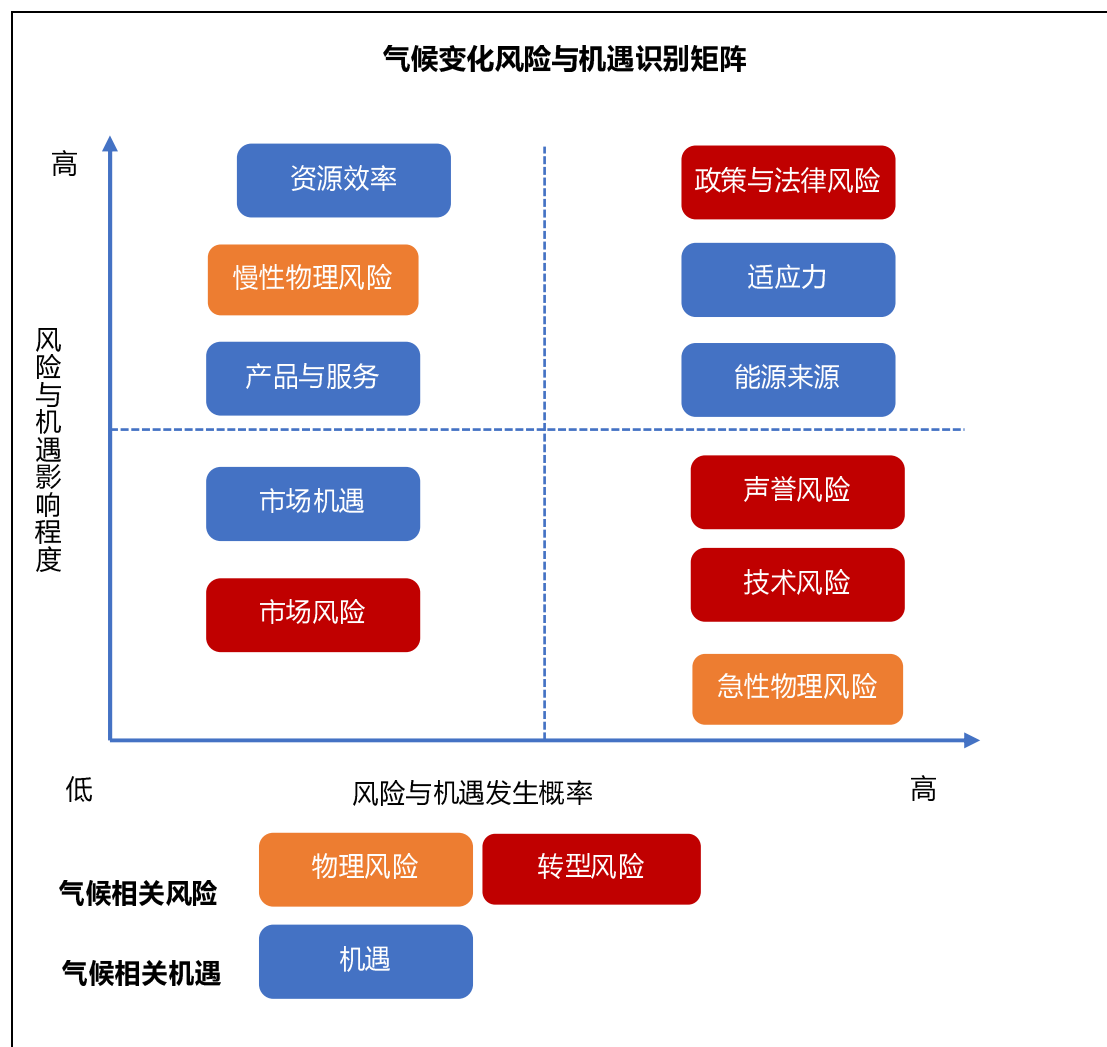 气候变化风险与机遇识别矩阵
高
资源效率
政策与法律风险
慢性物理风险
适应力
产品与服务
能源来源
风险与机遇影响程度
市场机遇
声誉风险
技术风险
市场风险
急性物理风险
低
风险与机遇发生概率
高
气候相关风险
物理风险
转型风险
气候相关机遇
机遇